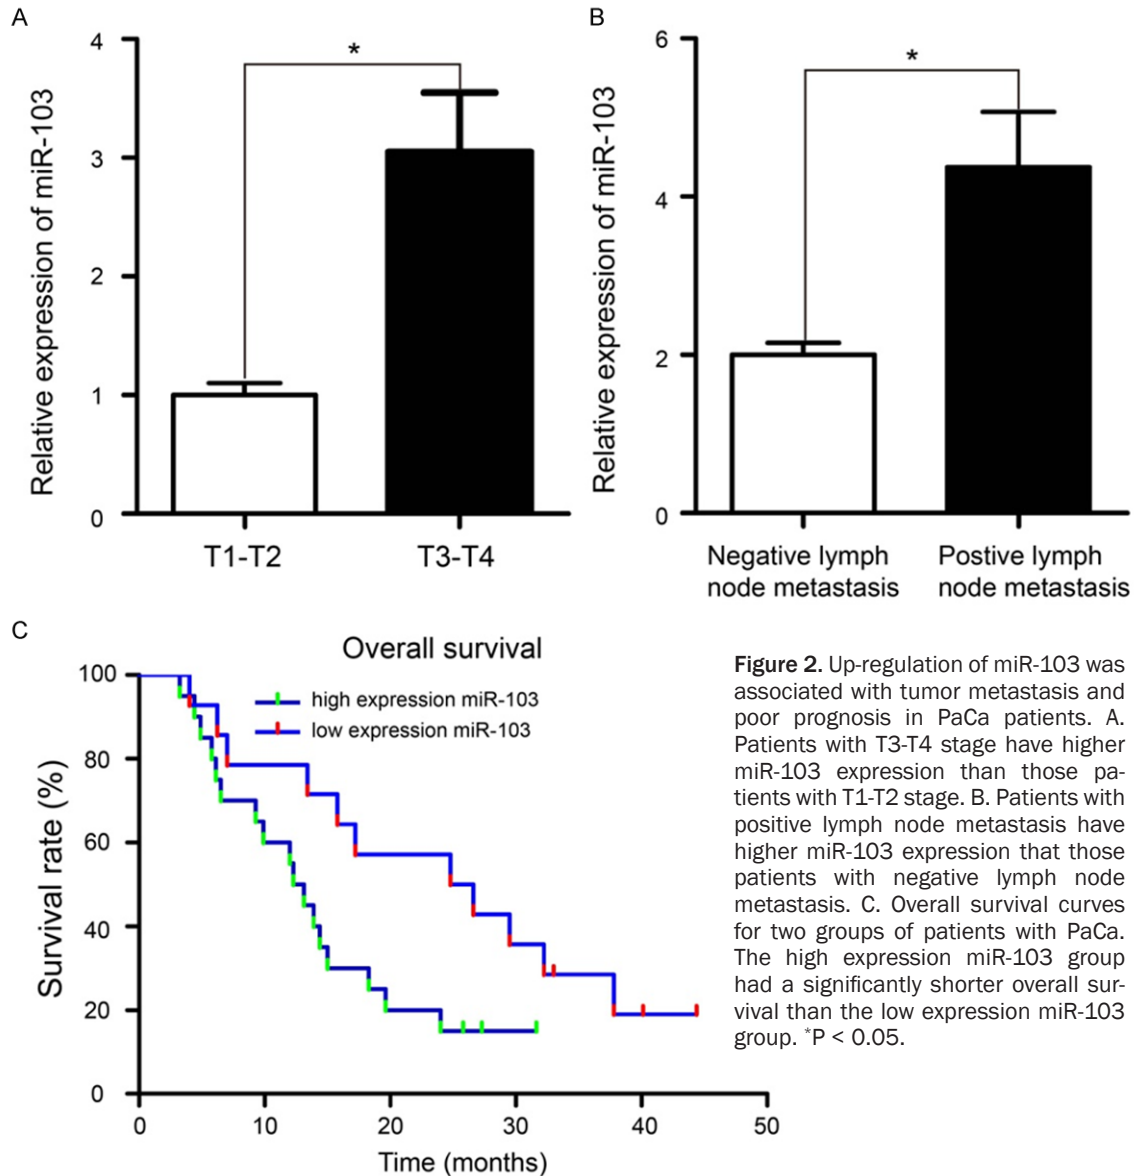 A
4
3
2
1
0
Relative expression of miR-103
*
T1-T2
T3-T4
B
6
4
2
0
Relative expression of miR-103
*
Negative lymph
node metastasis
Postive lymph
node metastasis
C
Overall survival
high expression miR-103
low expression miR-103
100
80
60
40
20
0
Survival rate (%)
0
10
20
30
40
50
Time (months)
Figure 2. Up-regulation of miR-103 was
associated with tumor metastasis and
poor prognosis in PaCa patients. A.
Patients with T3-T4 stage have higher
miR-103 expression than those pa-
tients with T1-T2 stage. B. Patients with
positive lymph node metastasis have
higher miR-103 expression that those
patients with negative lymph node
metastasis. C. Overall survival curves
for two groups of patients with PaCa.
The high expression miR-103 group
had a significantly shorter overall sur-
vival than the low expression miR-103
group. *P < 0.05.